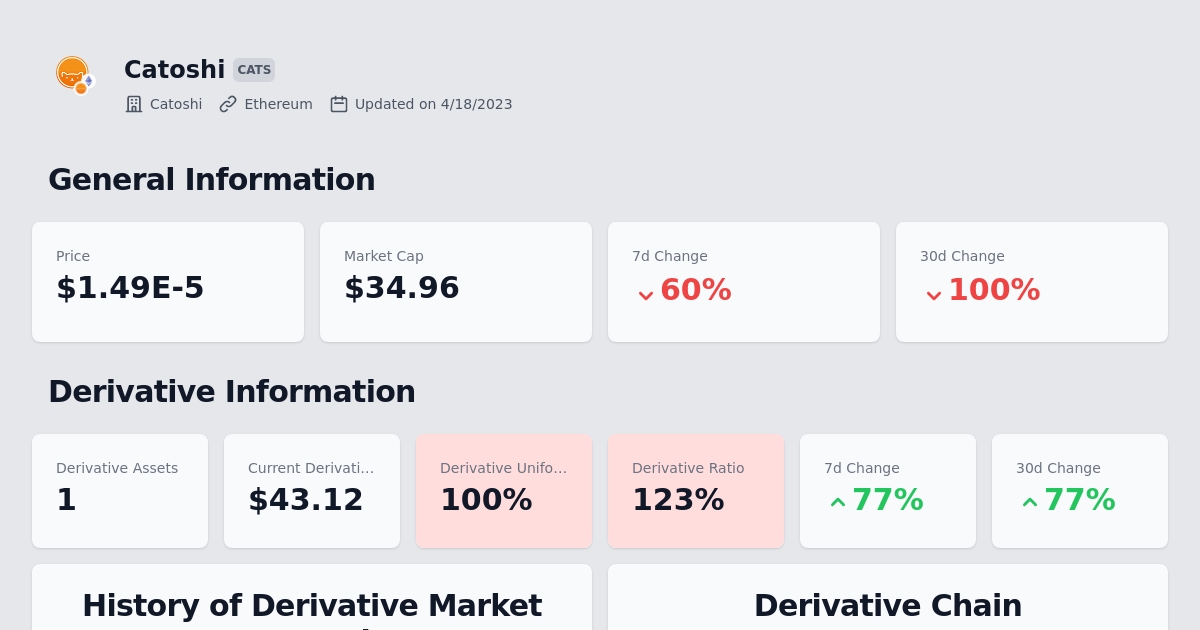 Catoshi CATS
Catoshi Ethereum Updated on 4/18/2023
General Information
Price Market Cap 7d Change 30d Change
$1.49E-5 $34.96 60% 100%
Derivative Information
Derivative Assets Current Derivati... Derivative Unifo... Derivative Ratio 7d Change 30d Change
1 $43.12 100% 123% 77% 77%
History of Derivative Market Derivative Chain